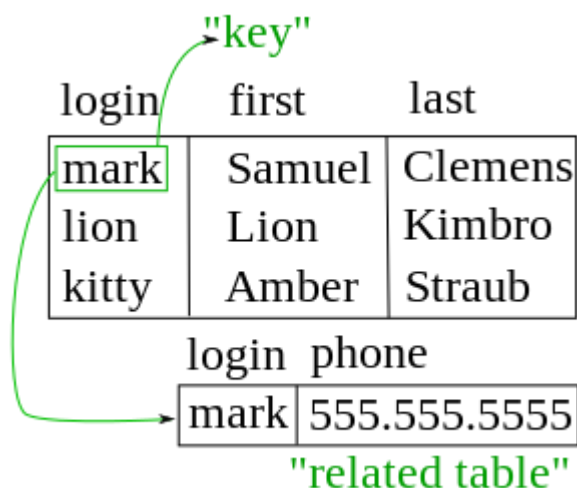 "key"
login first last
mark Samuel Clemens
lion Lion Kimbro
kitty Amber Straub
login phone
mark 555.555.5555
"related table"